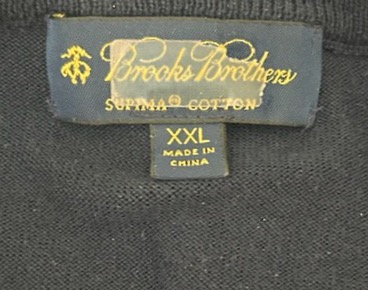 Brooks Brothers
SUPIMA® COTTON
XXL
MADE IN
CHINA